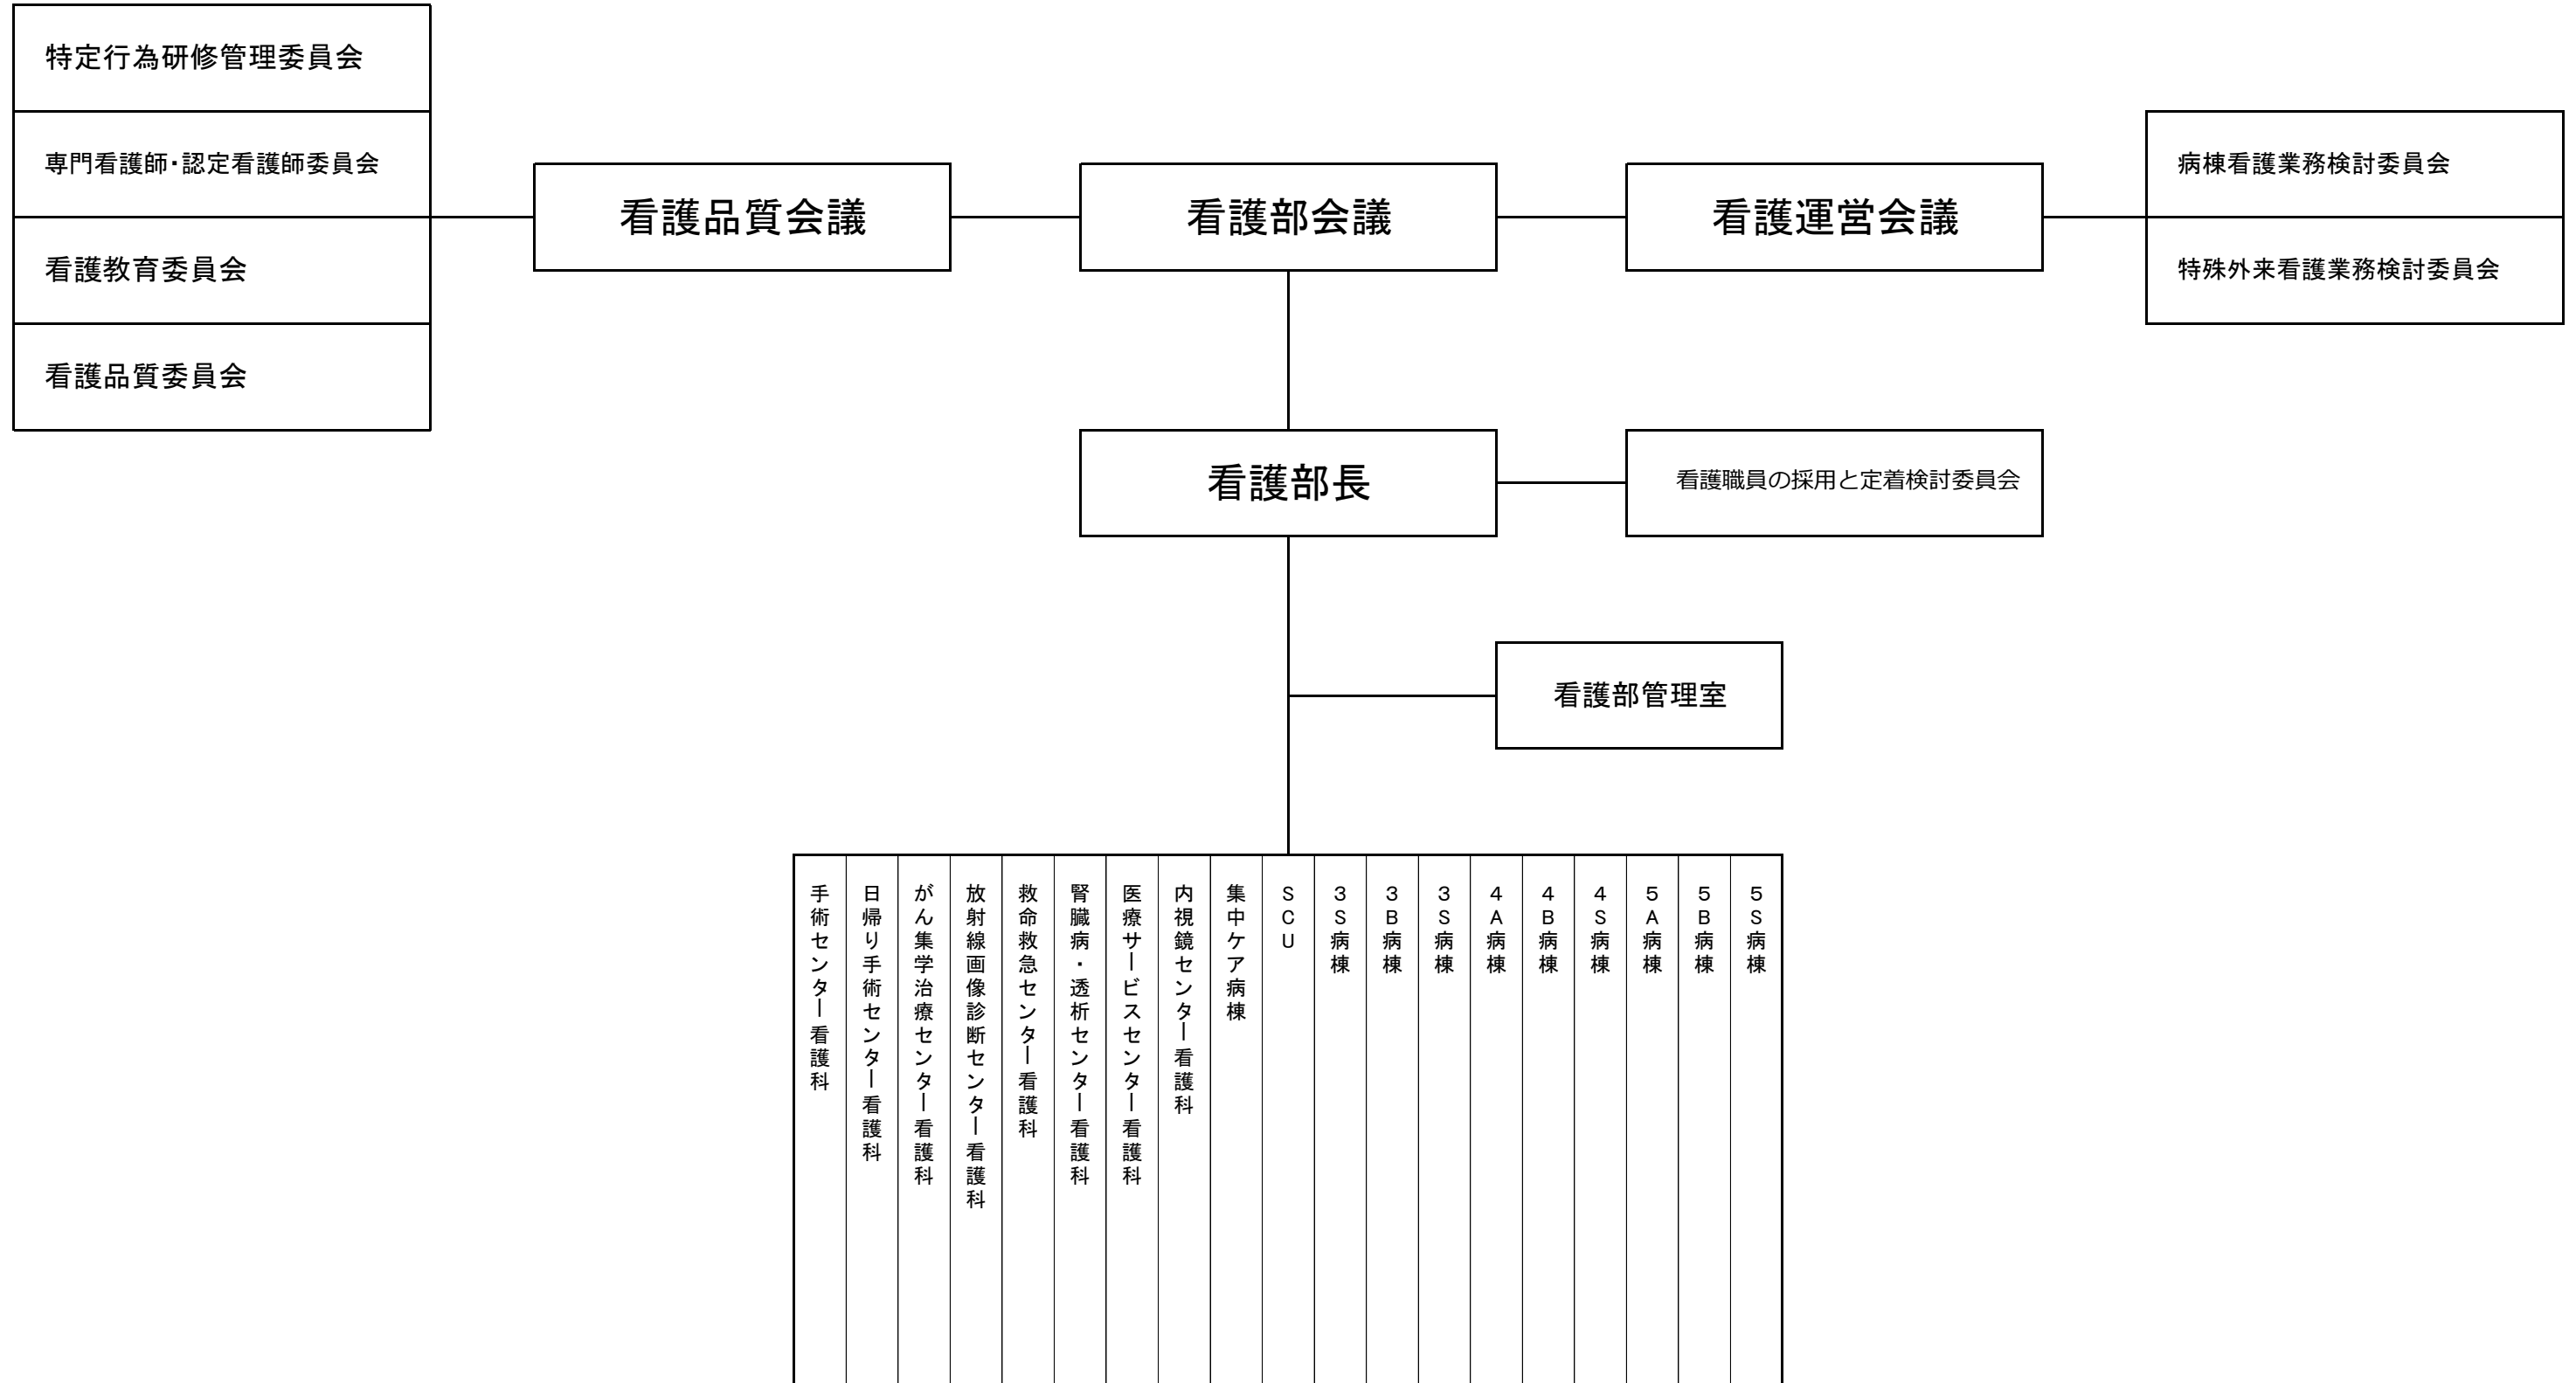 特定行為研修管理委員会
専門看護師・認定看護師委員会
看護教育委員会
看護品質委員会
看護品質会議
看護部会議
看護運営会議
病棟看護業務検討委員会
特殊外来看護業務検討委員会
看護部長
看護職員の採用と定着検討委員会
看護部管理室
手術センター看護科
日帰り手術センター看護科
がん集学治療センター看護科
放射線画像診断センター看護科
救命救急センター看護科
腎臓病・透析センター看護科
医療サービスセンター看護科
内視鏡センター看護科
集中ケア病棟
SCU
3S病棟
3B病棟
3S病棟
4A病棟
4B病棟
4S病棟
5A病棟
5B病棟
5S病棟